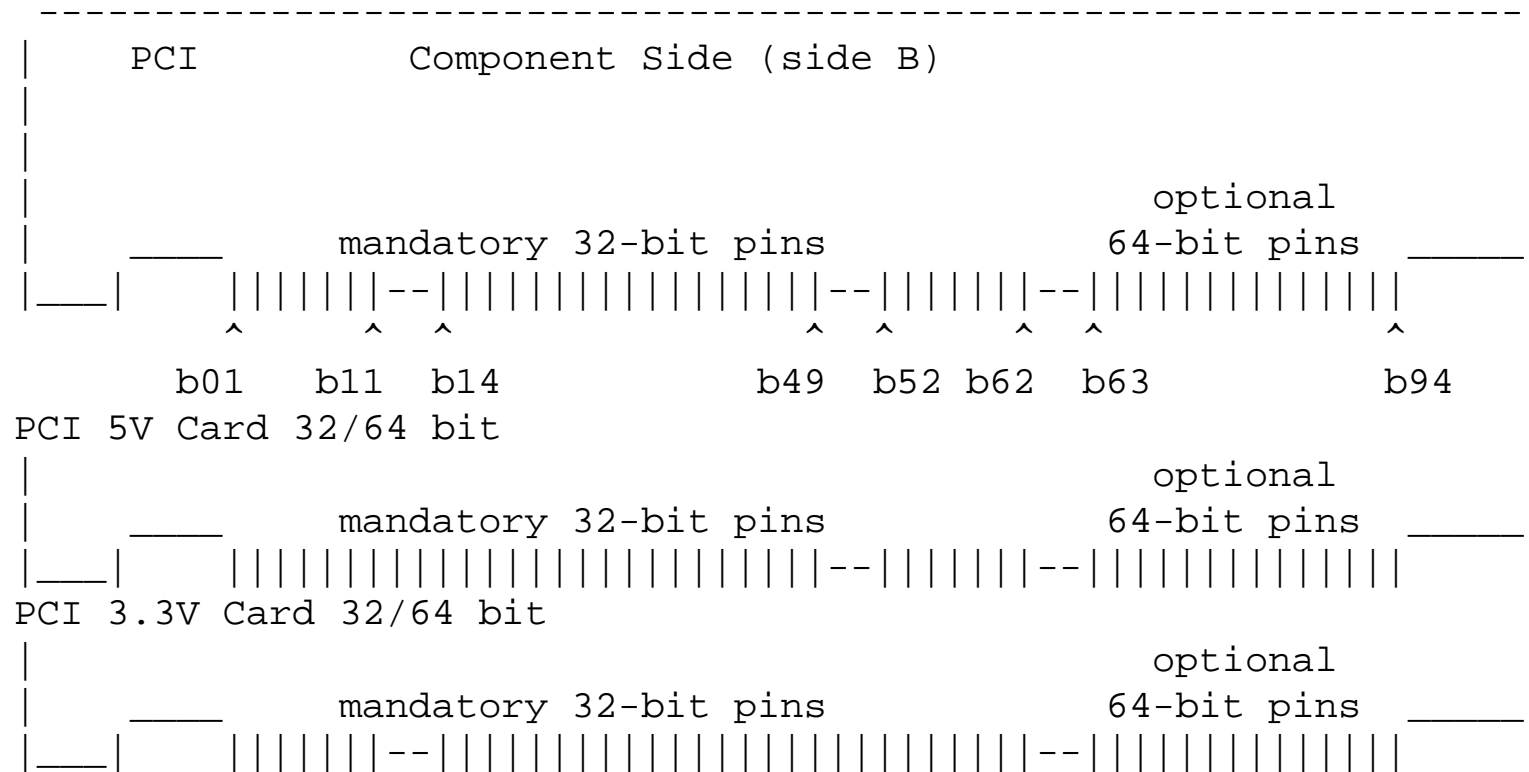 PCI Component Side (side B)
optional
mandatory 32-bit pins 64-bit pins
b01 b11 b14 b49 b52 b62 b63 b94
PCI 5V Card 32/64 bit
optional
mandatory 32-bit pins 64-bit pins
PCI 3.3V Card 32/64 bit
optional
mandatory 32-bit pins 64-bit pins